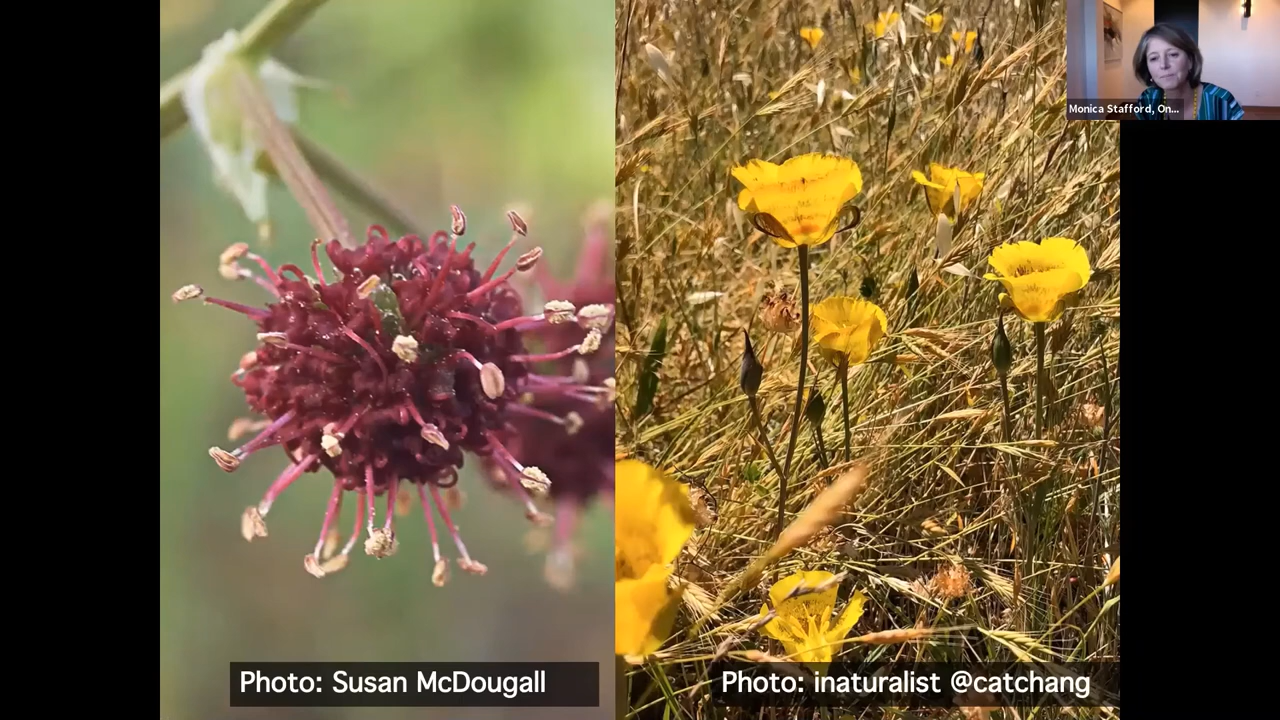 Monica Stafford, On...
Photo: Susan McDougall
Photo: inaturalist @catchang